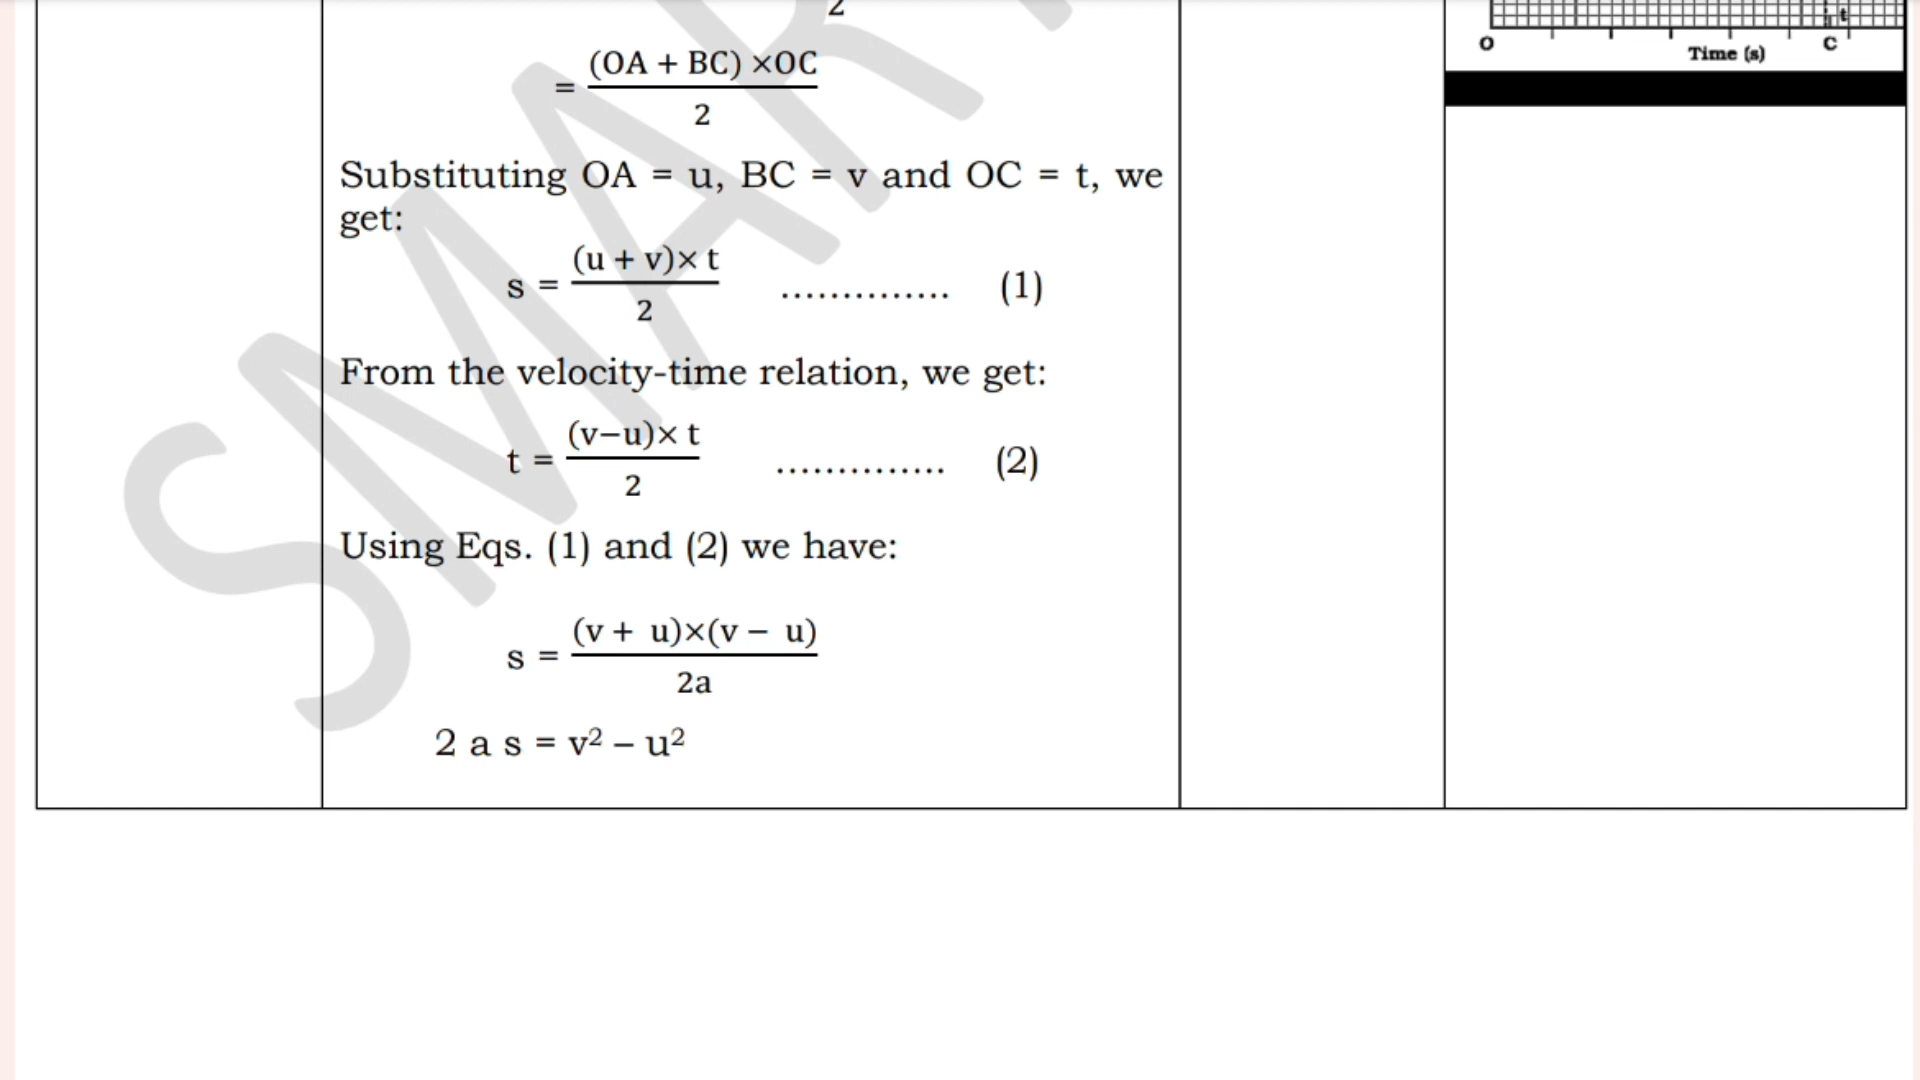 2
= (OA + BC) ×OC
2
Substituting OA = u, BC = v and OC = t, we
get:
s = (u + v)× t .............. (1)
2
From the velocity-time relation, we get:
t = (v−u)× t .............. (2)
2
Using Eqs. (1) and (2) we have:
s = (v + u)×(v − u)
2a
2 a s = v² – u²
t
O C
Time (s)
SMAR